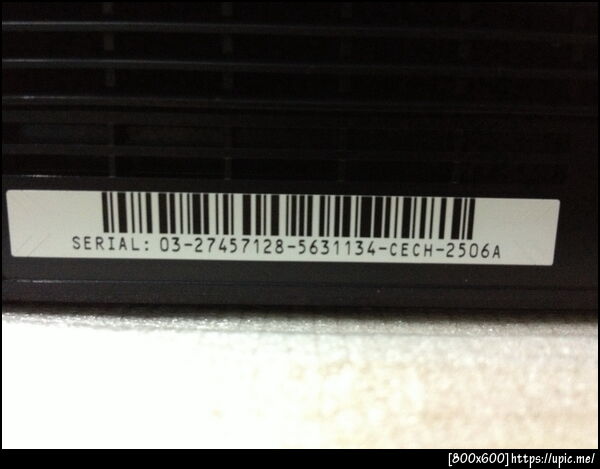 SERIAL: 03-27457128-5631134-CECH-2506A
[800x600]https://upic.me/